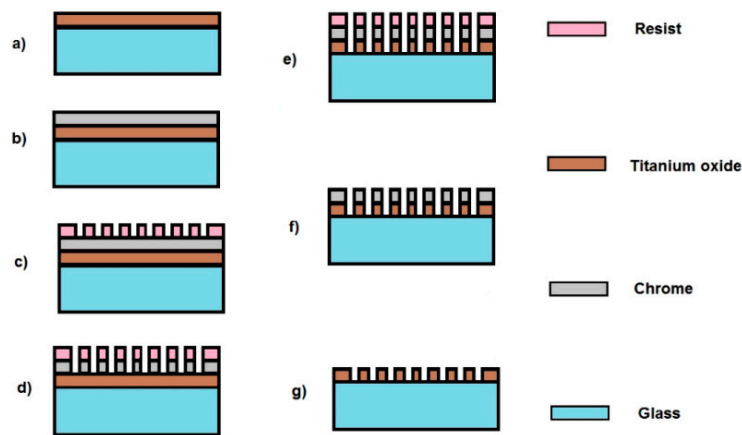 a)
b)
c)
d)
e)
f)
g)
Resist
Titanium oxide
Chrome
Glass